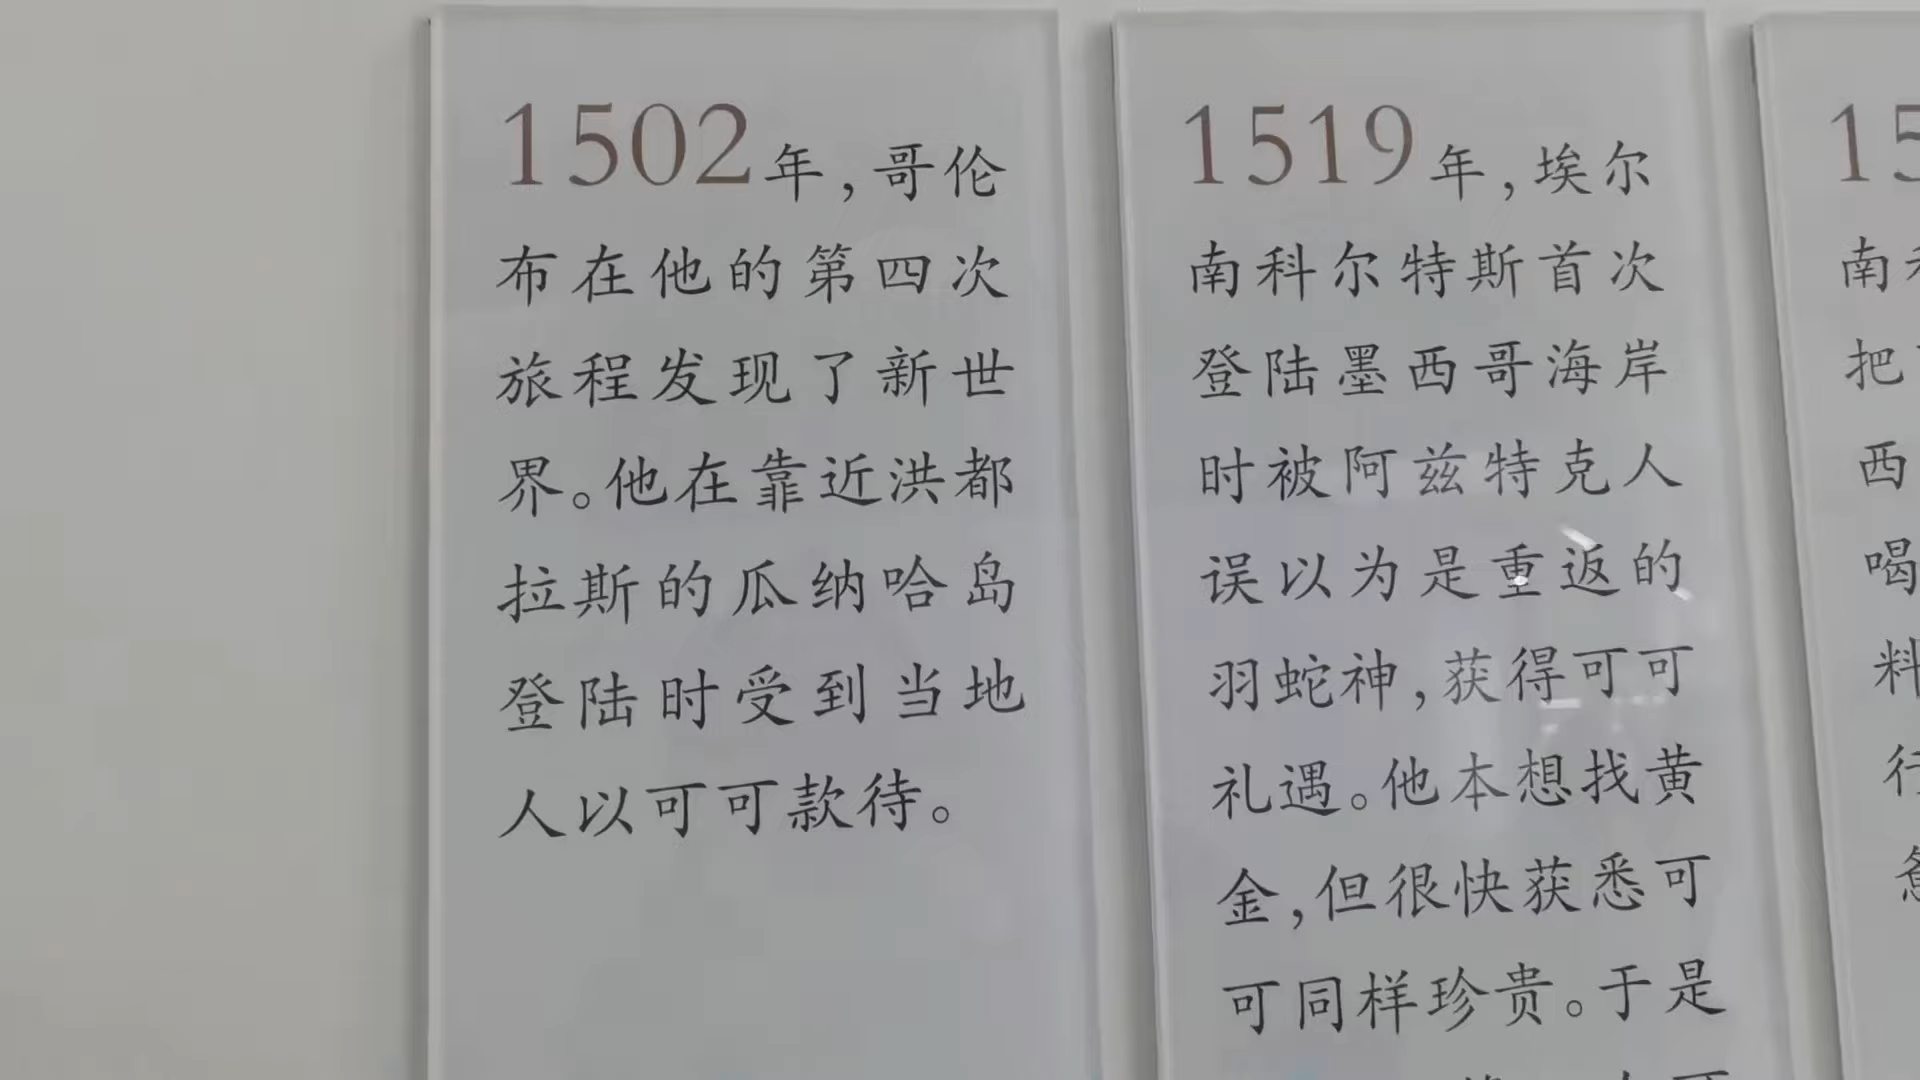 1502年，哥伦
布在他的第四次
旅程发现了新世
界。他在靠近洪都
拉斯的瓜纳哈岛
登陆时受到当地
人以可可款待。
1519年，埃尔
南科尔特斯首次
登陆墨西哥海岸
时被阿兹特克人
误以为是重返的
羽蛇神，获得可可
礼遇。他本想找黄
金，但很快获悉可
可同样珍贵。于是
15
南
把
西
喝
料
行